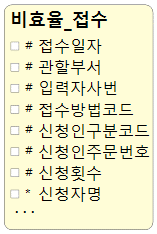 비효율_접수
# 접수일자
# 관할부서
# 입력자사번
# 접수방법코드
# 신청인구분코드
# 신청인주문번호
# 신청횟수
* 신청자명
...